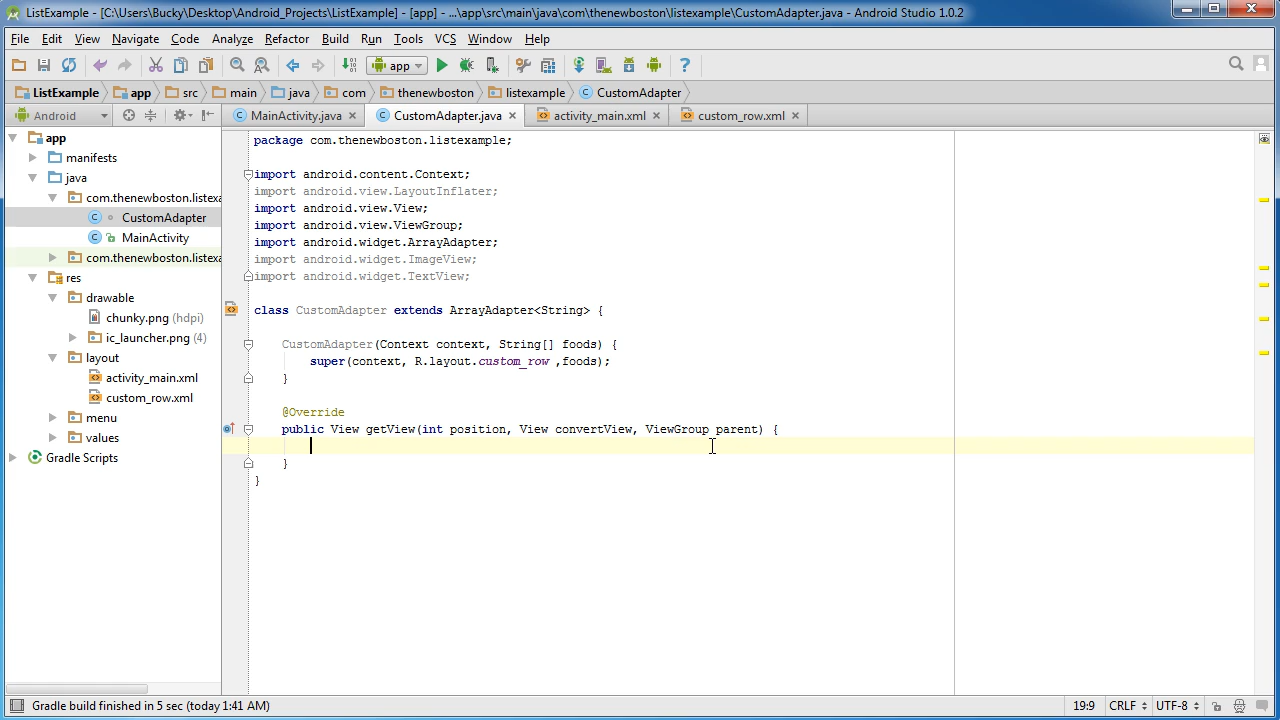 ListExample - [C:\Users\Bucky\Desktop\Android_Projects\ListExample] - [app] - ...\app\src\main\java\com\thenewboston\listexample\CustomAdapter.java - Android Studio 1.0.2
File Edit View Navigate Code Analyze Refactor Build Run Tools VCS Window Help
app
ListExample app src main java com thenewboston listexample CustomAdapter
Android
MainActivity.java CustomAdapter.java activity_main.xml custom_row.xml
app
manifests
java
com.thenewboston.listexa
CustomAdapter
MainActivity
com.thenewboston.listexa
res
drawable
chunky.png (hdpi)
ic_launcher.png (4)
layout
activity_main.xml
custom_row.xml
menu
values
Gradle Scripts
package com.thenewboston.listexample;
import android.content.Context;
import android.view.LayoutInflater;
import android.view.View;
import android.view.ViewGroup;
import android.widget.ArrayAdapter;
import android.widget.ImageView;
import android.widget.TextView;
class CustomAdapter extends ArrayAdapter<String> {
CustomAdapter(Context context, String[] foods) {
super(context, R.layout.custom_row ,foods);
}
@Override
public View getView(int position, View convertView, ViewGroup parent) {
}
}
Gradle build finished in 5 sec (today 1:41 AM)
19:9 CRLF UTF-8